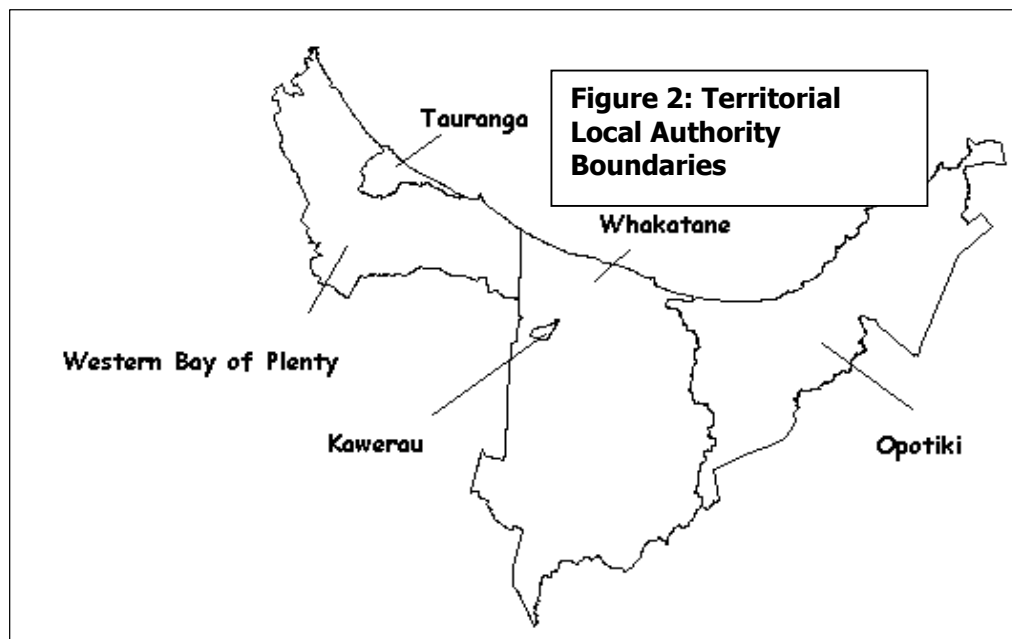 Figure 2: Territorial
Local Authority
Boundaries
Tauranga
Whakatane
Western Bay of Plenty
Kawerau
Opotiki